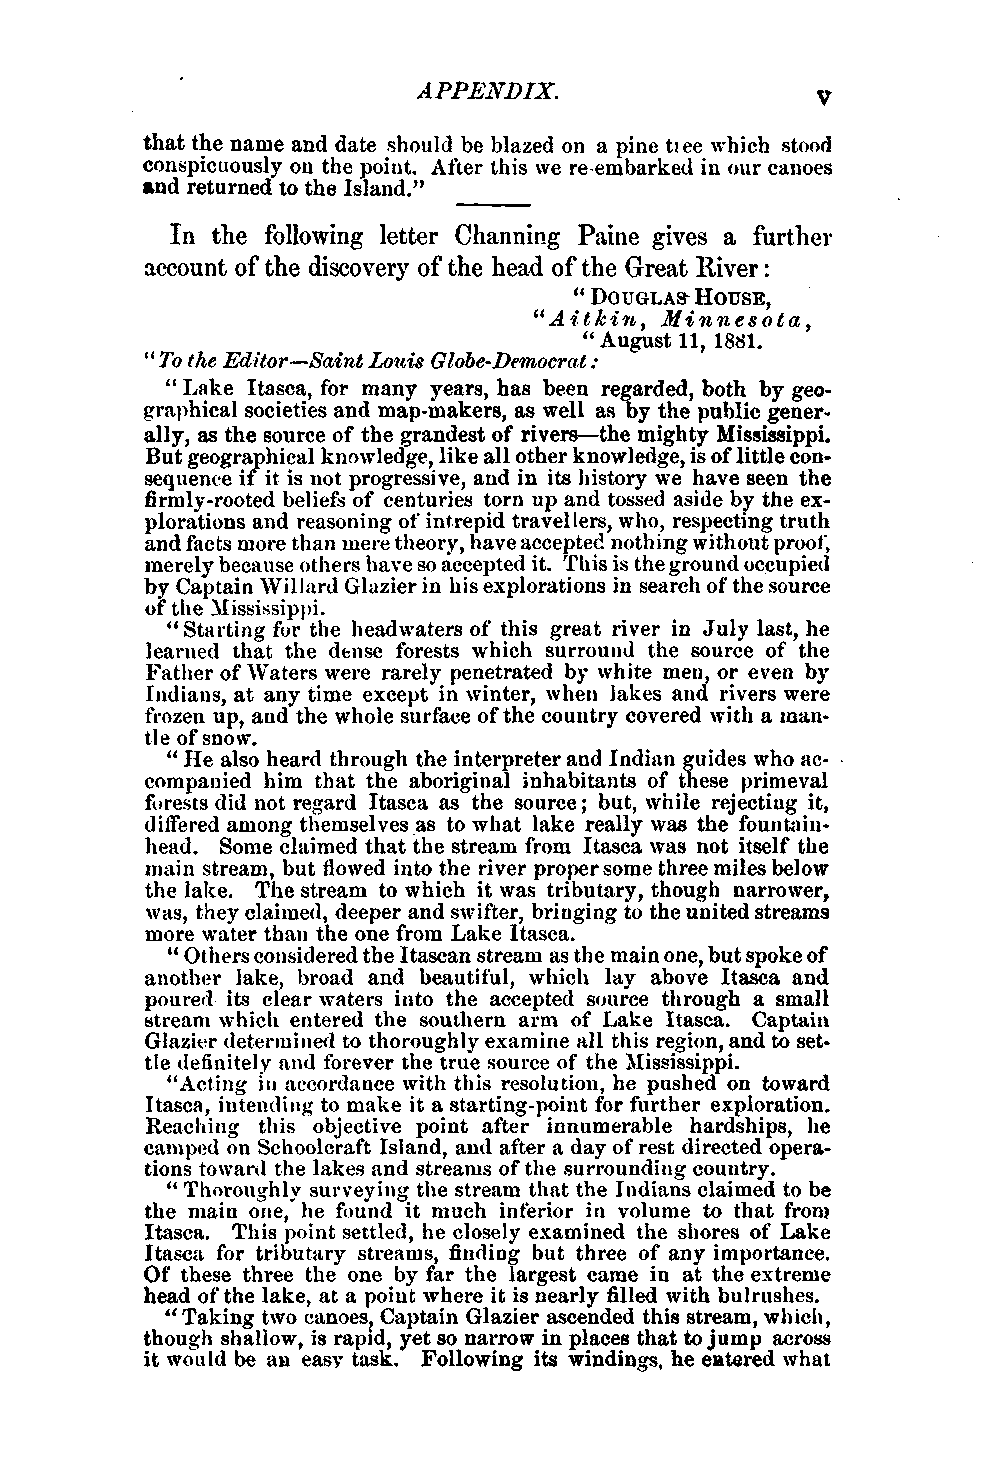 APPENDIX. v
that the name and date should be blazed on a pine tree which stood
conspicuously on the point. After this we re-embarked in our canoes
and returned to the Island.”
In the following letter Channing Paine gives a further
account of the discovery of the head of the Great River:
“DOUGLAS HOUSE,
“Aitkin, Minnesota,
“August 11, 1881.
“To the Editor—Saint Louis Globe-Democrat:
“Lake Itasca, for many years, has been regarded, both by geo-
graphical societies and map-makers, as well as by the public gener-
ally, as the source of the grandest of rivers—the mighty Mississippi.
But geographical knowledge, like all other knowledge, is of little con-
sequence if it is not progressive, and in its history we have seen the
firmly-rooted beliefs of centuries torn up and tossed aside by the ex-
plorations and reasoning of intrepid travellers, who, respecting truth
and facts more than mere theory, have accepted nothing without proof,
merely because others have so accepted it. This is the ground occupied
by Captain Willard Glazier in his explorations in search of the source
of the Mississippi.
“Starting for the headwaters of this great river in July last, he
learned that the dense forests which surround the source of the
Father of Waters were rarely penetrated by white men, or even by
Indians, at any time except in winter, when lakes and rivers were
frozen up, and the whole surface of the country covered with a man-
tle of snow.
“He also heard through the interpreter and Indian guides who ac-
companied him that the aboriginal inhabitants of these primeval
forests did not regard Itasca as the source; but, while rejecting it,
differed among themselves as to what lake really was the fountain-
head. Some claimed that the stream from Itasca was not itself the
main stream, but flowed into the river proper some three miles below
the lake. The stream to which it was tributary, though narrower,
was, they claimed, deeper and swifter, bringing to the united streams
more water than the one from Lake Itasca.
“Others considered the Itascan stream as the main one, but spoke of
another lake, broad and beautiful, which lay above Itasca and
poured its clear waters into the accepted source through a small
stream which entered the southern arm of Lake Itasca. Captain
Glazier determined to thoroughly examine all this region, and to set-
tle definitely and forever the true source of the Mississippi.
“Acting in accordance with this resolution, he pushed on toward
Itasca, intending to make it a starting-point for further exploration.
Reaching this objective point after innumerable hardships, he
camped on Schoolcraft Island, and after a day of rest directed opera-
tions toward the lakes and streams of the surrounding country.
“Thoroughly surveying the stream that the Indians claimed to be
the main one, he found it much inferior in volume to that from
Itasca. This point settled, he closely examined the shores of Lake
Itasca for tributary streams, finding but three of any importance.
Of these three the one by far the largest came in at the extreme
head of the lake, at a point where it is nearly filled with bulrushes.
“Taking two canoes, Captain Glazier ascended this stream, which,
though shallow, is rapid, yet so narrow in places that to jump across
it would be an easy task. Following its windings, he entered what